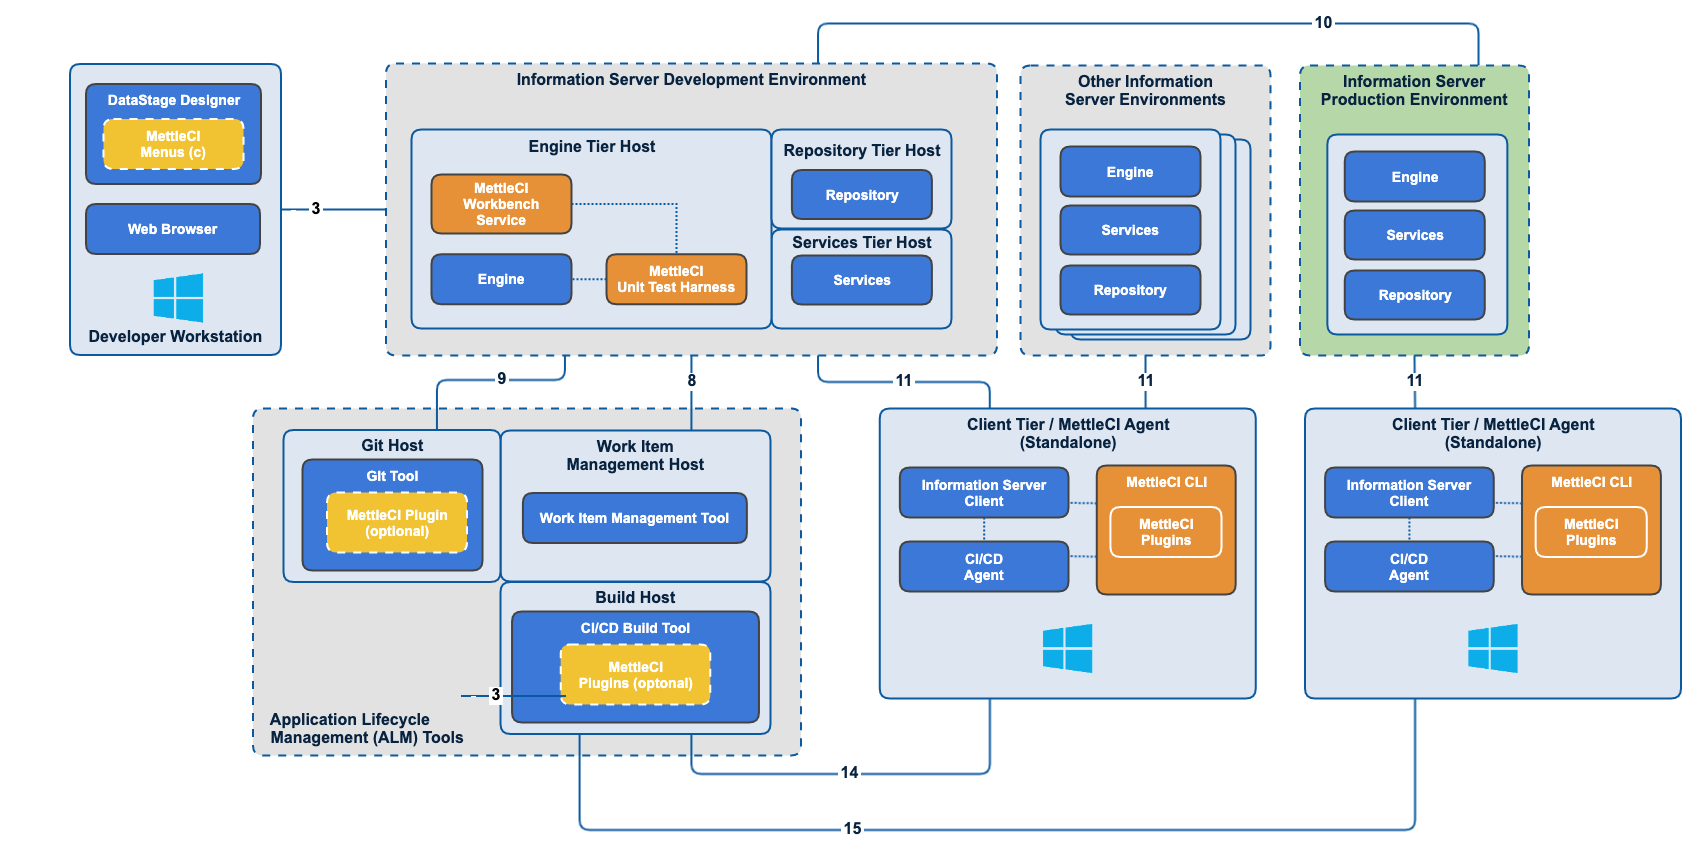 10
Information Server Development Environment
Other Information
Server Environments
Information Server
Production Environment
DataStage Designer
MettleCI
Menus (c)
Web Browser
Developer Workstation
3
Engine Tier Host
MettleCI
Workbench
Service
Engine
MettleCI
Unit Test Harness
Repository Tier Host
Repository
Services Tier Host
Services
Engine
Services
Repository
Engine
Services
Repository
9
8
11
11
11
Git Host
GIt Tool
MettleCI Plugin
(optional)
Work Item
Management Host
Work Item Management Tool
Build Host
CI/CD Build Tool
MettleCI
Plugins (optonal)
3
Application Lifecycle
Management (ALM) Tools
Client Tier / MettleCI Agent
(Standalone)
Information Server
Client
CI/CD
Agent
MettleCI CLI
MettleCI
Plugins
Client Tier / MettleCI Agent
(Standalone)
Information Server
Client
CI/CD
Agent
MettleCI CLI
MettleCI
Plugins
14
15